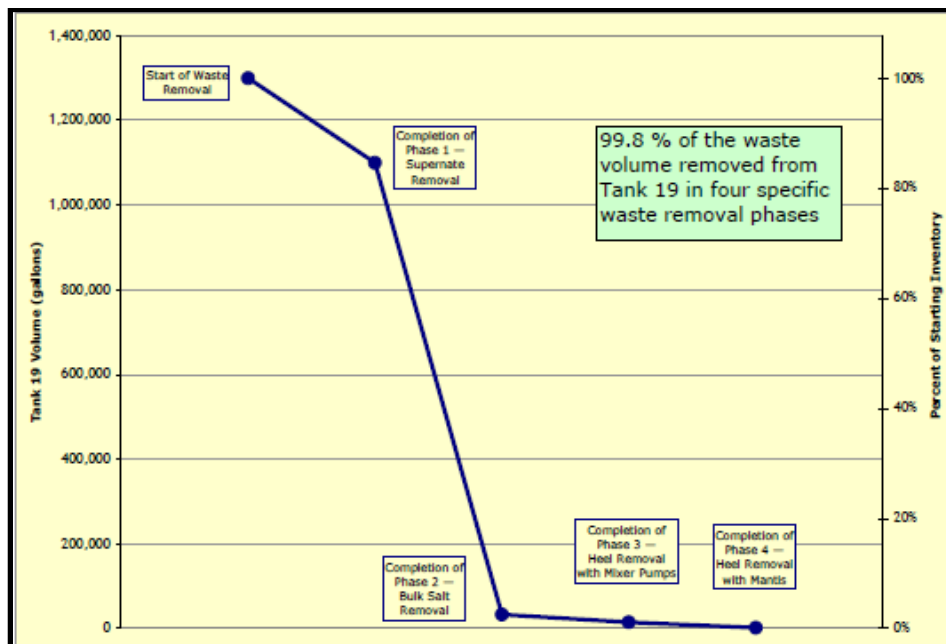 1,400,000
1,200,000
1,000,000
800,000
600,000
400,000
200,000
0
Tank 19 Volume (gallons)
Start of Waste
Removal
Completion of
Phase 1 —
Supernate
Removal
99.8 % of the waste
volume removed from
Tank 19 in four specific
waste removal phases
Completion of
Phase 2 —
Bulk Salt
Removal
Completion of
Phase 3 —
Heel Removal
with Mixer Pumps
Completion of
Phase 4 —
Heel Removal
with Mantis
100%
80%
60%
40%
20%
0%
Percent of Starting Inventory